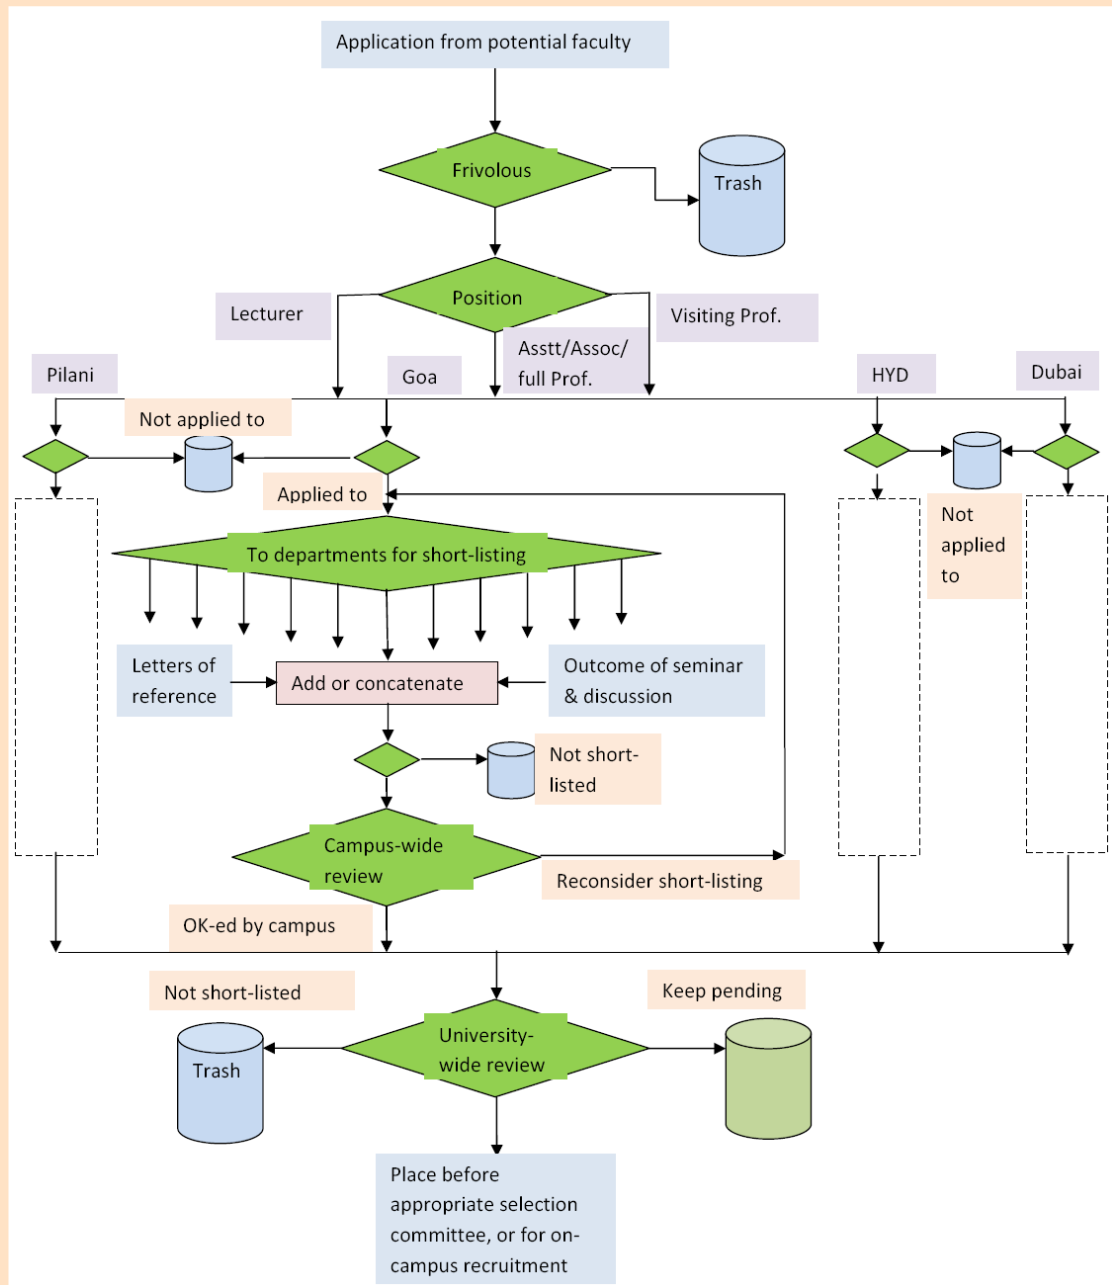 Application from potential faculty
Frivolous
Trash
Position
Lecturer
Visiting Prof.
Asstt/Assoc/
full Prof.
Pilani
Goa
HYD
Dubai
Not applied to
Applied to
Not
applied
to
To departments for short-listing
Letters of
reference
Add or concatenate
Outcome of seminar
& discussion
Not short-
listed
Campus-wide
review
Reconsider short-listing
OK-ed by campus
Not short-listed
Keep pending
University-
wide review
Trash
Place before
appropriate selection
committee, or for on-
campus recruitment